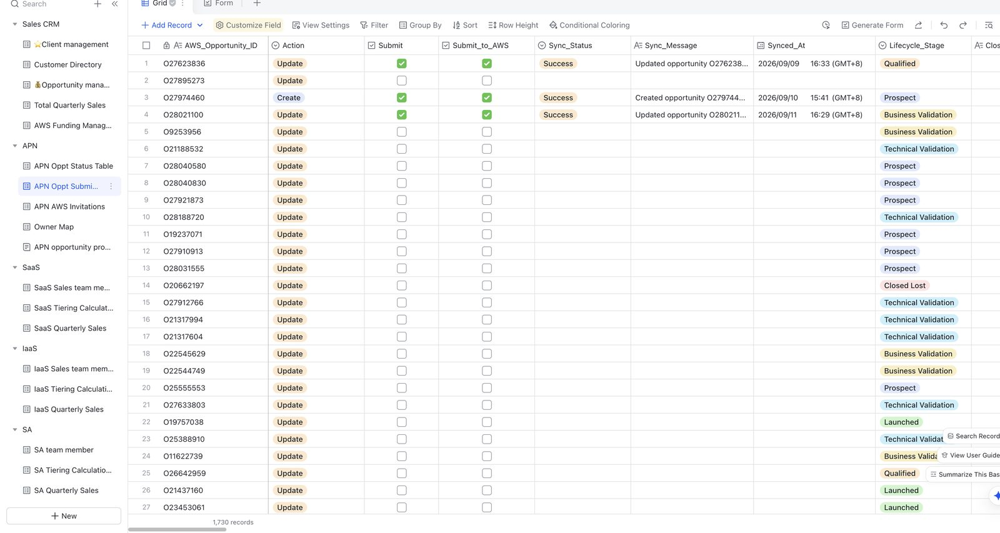 Search
Grid
Form
Sales CRM
⭐Client management
Customer Directory
💰Opportunity mana...
Total Quarterly Sales
AWS Funding Manag...
APN
APN Oppt Status Table
APN Oppt Submi...
APN AWS Invitations
Owner Map
APN opportunity pro...
SaaS
SaaS Sales team me...
SaaS Tiering Calculat...
SaaS Quarterly Sales
IaaS
IaaS Sales team mem...
IaaS Tiering Calculati...
IaaS Quarterly Sales
SA
SA team member
SA Tiering Calculatio...
SA Quarterly Sales
+ New
+ Add Record Customize Field View Settings Filter Group By Sort Row Height Conditional Coloring Generate Form
AWS_Opportunity_ID Action Submit Submit_to_AWS Sync_Status Sync_Message Synced_At Lifecycle_Stage Clos
1 O27623836 Update Success Updated opportunity O276238... 2026/09/09 16:33 (GMT+8) Qualified
2 O27895273 Update
3 O27974460 Create Success Created opportunity O279744... 2026/09/10 15:41 (GMT+8) Prospect
4 O28021100 Update Success Updated opportunity O280211... 2026/09/11 16:29 (GMT+8) Business Validation
5 O9253956 Update Business Validation
6 O21188532 Update Technical Validation
7 O28040580 Update Prospect
8 O28040830 Update Prospect
9 O27921873 Update Prospect
10 O28188720 Update Technical Validation
11 O19237071 Update Prospect
12 O27910913 Update Prospect
13 O28031555 Update Prospect
14 O20662197 Update Closed Lost
15 O27912766 Update Technical Validation
16 O21317994 Update Technical Validation
17 O21317604 Update Technical Validation
18 O22545629 Update Business Validation
19 O22544749 Update Business Validation
20 O25555553 Update Prospect
21 O27633803 Update Technical Validation
22 O19757038 Update Launched
23 O25388910 Update Technical Validat
24 O11622739 Update Business Valida
25 O26642959 Update Qualified
26 O21437160 Update Launched
27 O23453061 Update Launched
Search Record
View User Guide
Summarize This Bas
1,730 records